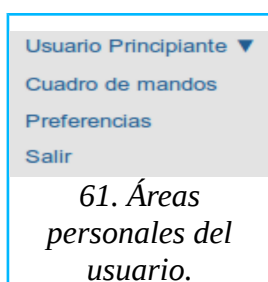 Usuario Principiante ▼
Cuadro de mandos
Preferencias
Salir
61. Áreas
personales del
usuario.